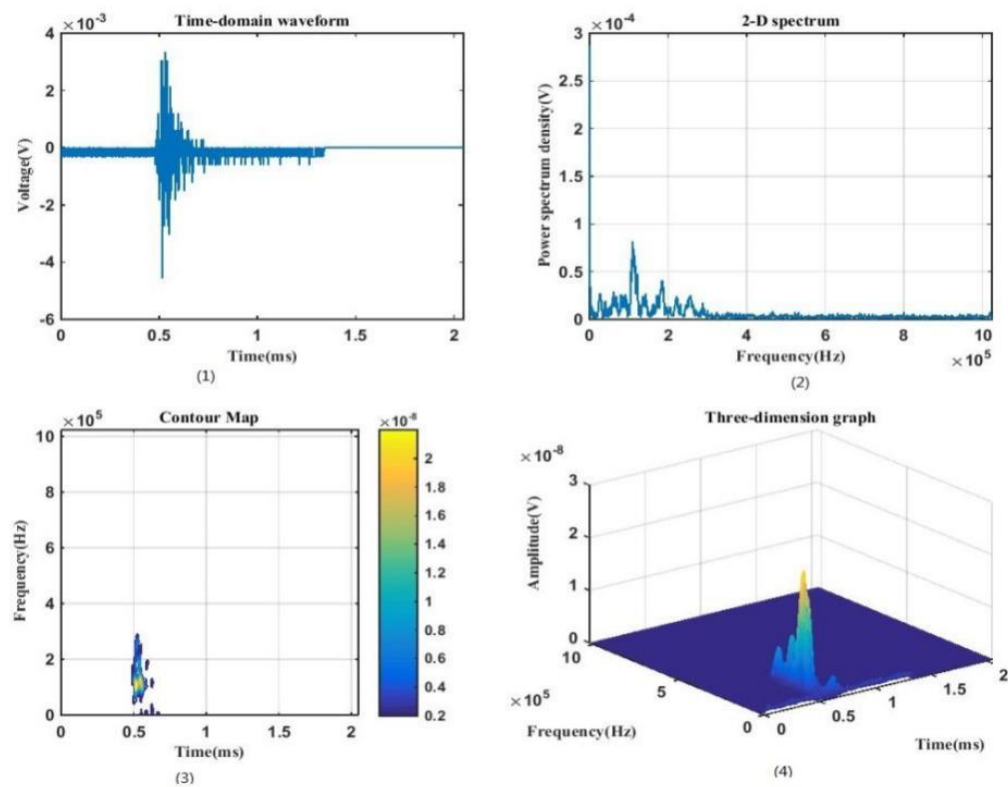 ×10⁻³ Time-domain waveform
4
2
0
-2
-4
-6
Voltage(V)
0 0.5 1 1.5 2
Time(ms)
(1)
×10⁻⁴ 2-D spectrum
3
2.5
2
1.5
1
0.5
0
Power spectrum density(V)
0 2 4 6 8 10
Frequency(Hz)
×10⁵
(2)
×10⁵ Contour Map
10
8
6
4
2
0
Frequency(Hz)
0 0.5 1 1.5 2
Time(ms)
(3)
×10⁻⁸
2
1.8
1.6
1.4
1.2
1
0.8
0.6
0.4
0.2
Three-dimension graph
×10⁻⁸
3
2
1
0
Amplitude(V)
10
5
0
×10⁵
Frequency(Hz)
0 0.5 1 1.5 2
Time(ms)
(4)